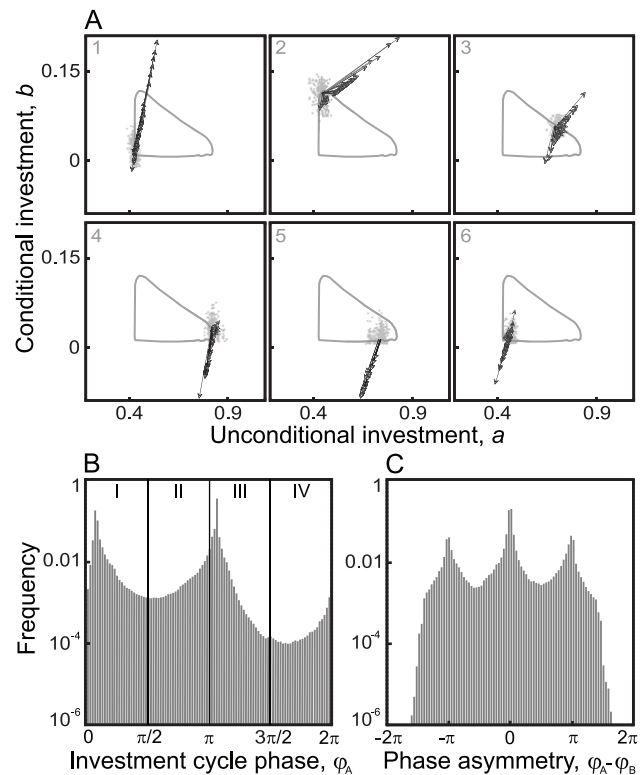 A
1
2
3
0.15
0
Conditional investment, b
4
5
6
0.15
0
0.4 0.9 0.4 0.9 0.4 0.9
Unconditional investment, a
B
C
1
I II III IV
0.01
10⁻⁴
10⁻⁶
Frequency
0 π/2 π 3π/2 2π
Investment cycle phase, φA
1
0.01
10⁻⁴
10⁻⁶
-2π -π 0 π 2π
Phase asymmetry, φA-φB